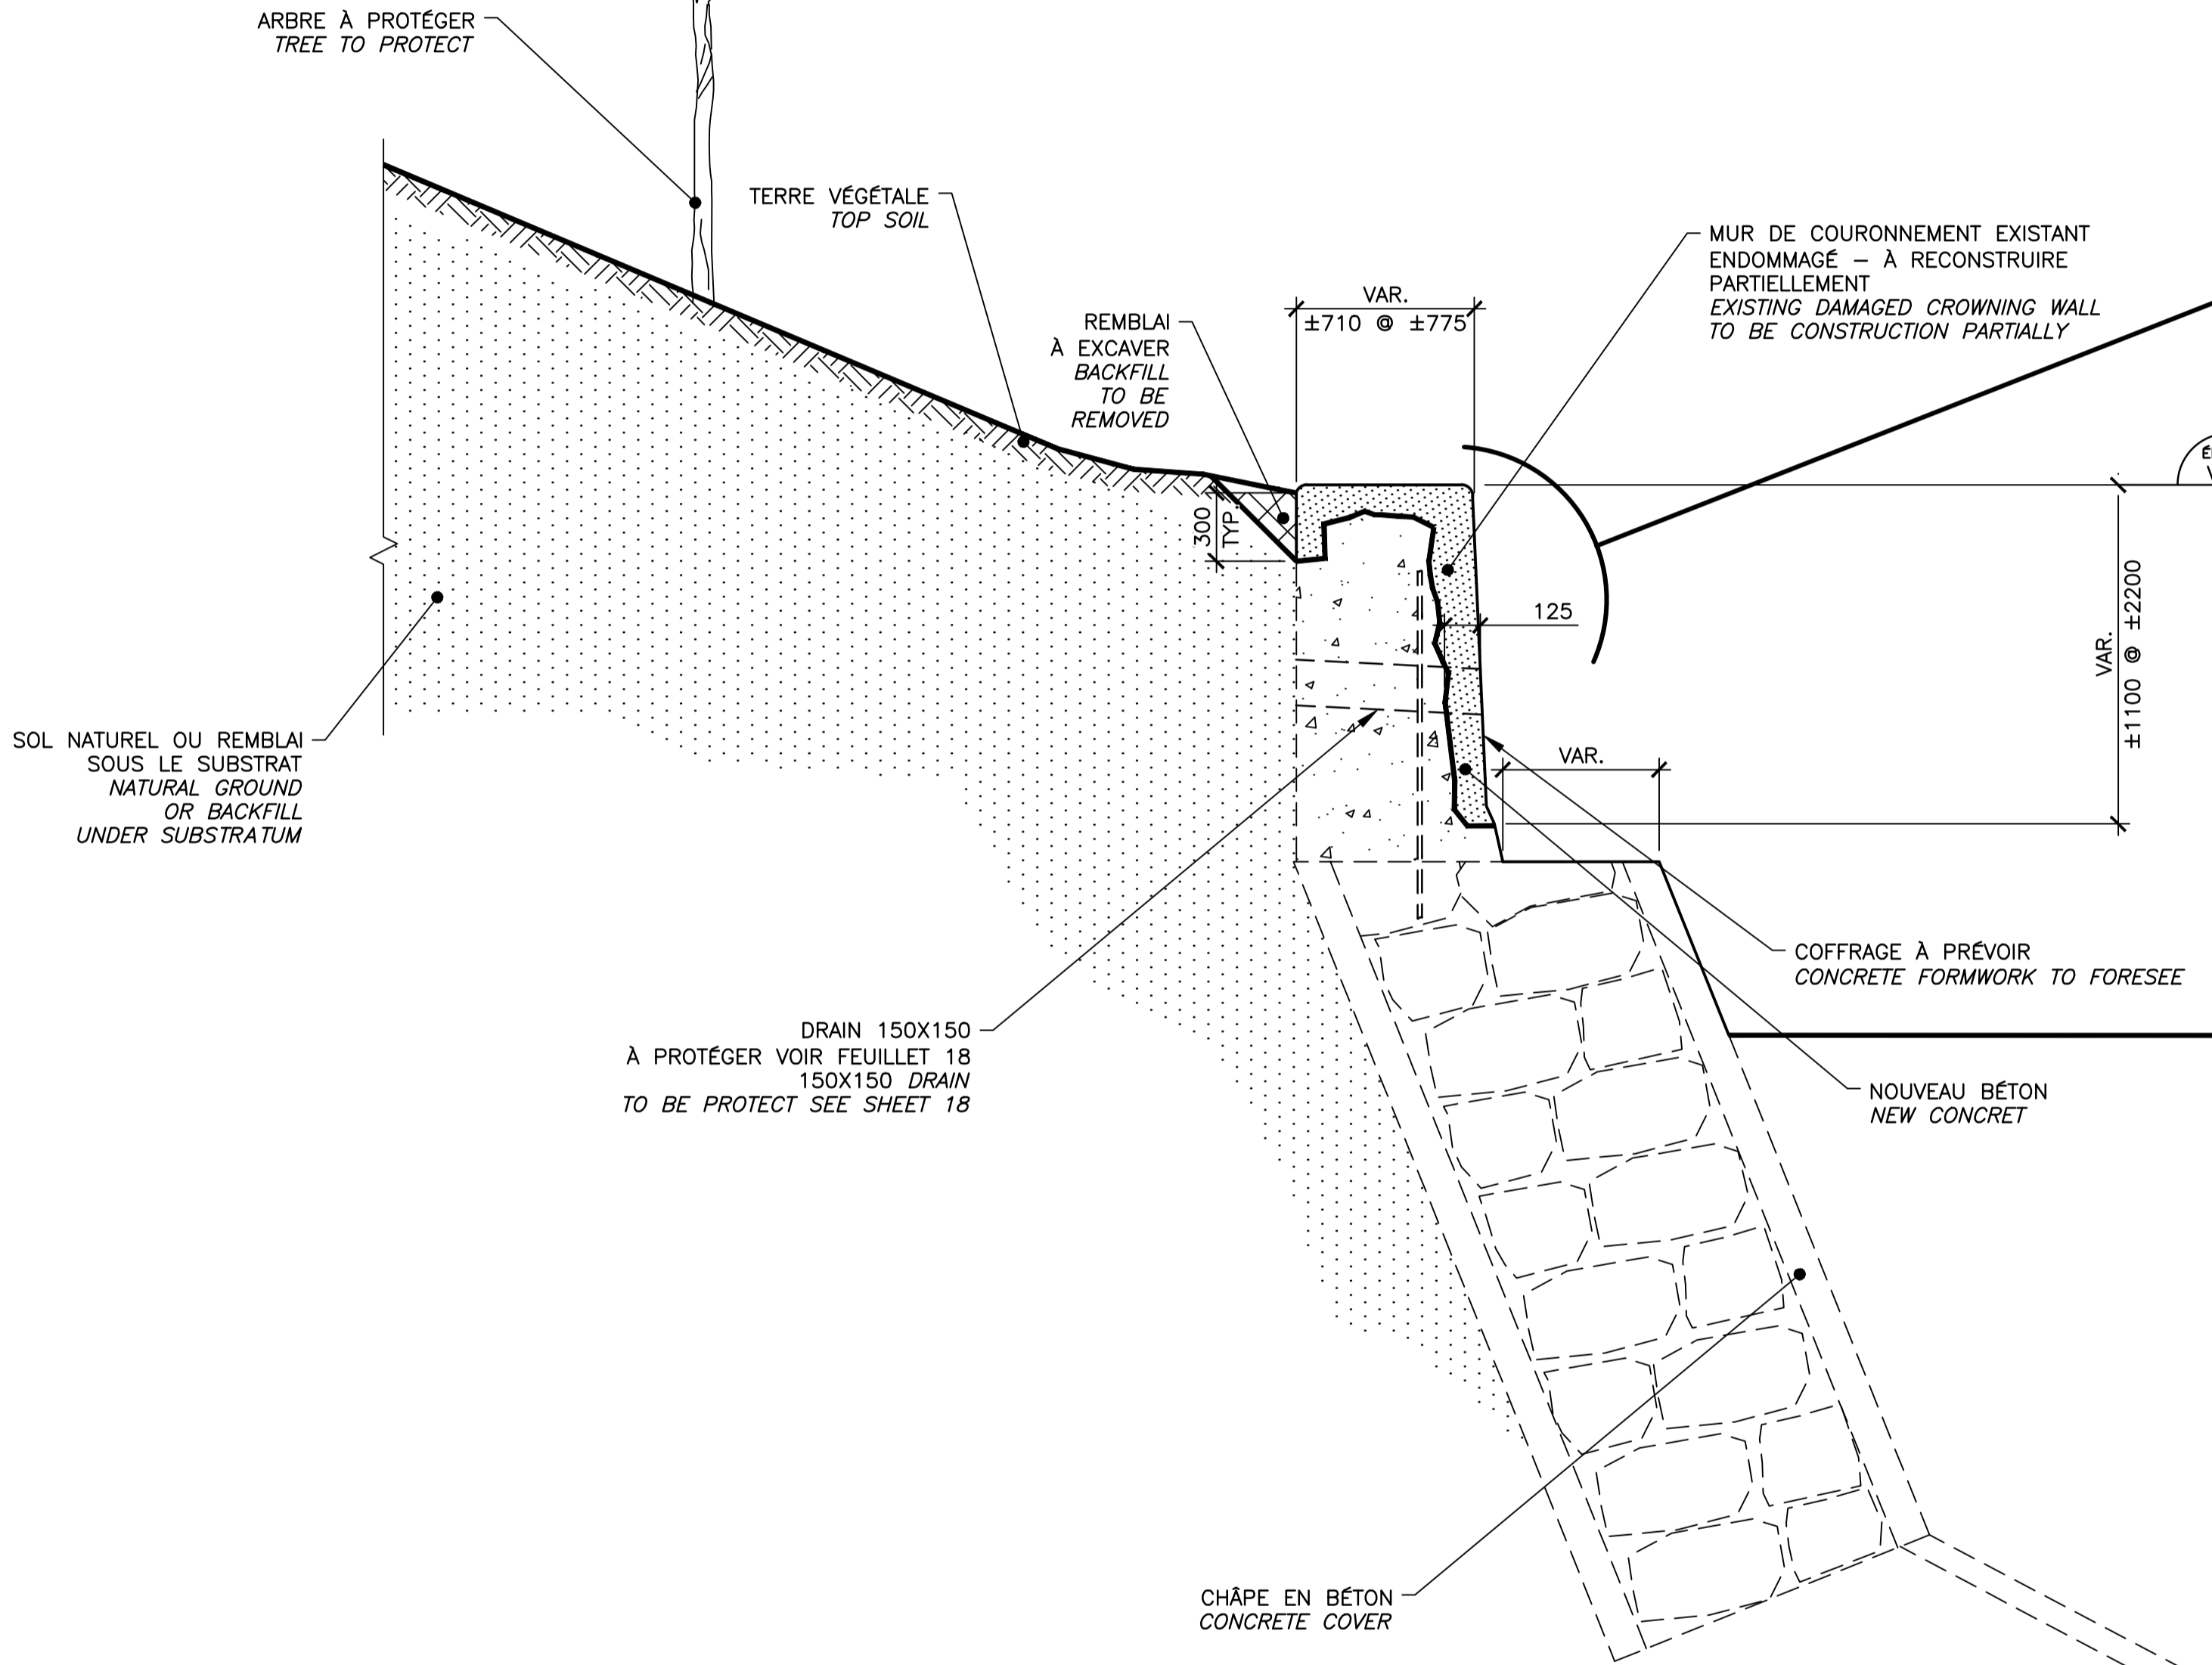 ARBRE À PROTÉGER
TREE TO PROTECT
TERRE VÉGÉTALE
TOP SOIL
REMBLAI
À EXCAVER
BACKFILL
TO BE
REMOVED
VAR.
±710 @ ±775
MUR DE COURONNEMENT EXISTANT
ENDOMMAGÉ – À RECONSTRUIRE
PARTIELLEMENT
EXISTING DAMAGED CROWNING WALL
TO BE CONSTRUCTION PARTIALLY
300
TYP.
125
VAR.
±1100 @ ±2200
VAR.
SOL NATUREL OU REMBLAI
SOUS LE SUBSTRAT
NATURAL GROUND
OR BACKFILL
UNDER SUBSTRATUM
COFFRAGE À PRÉVOIR
CONCRETE FORMWORK TO FORESEE
DRAIN 150X150
À PROTÉGER VOIR FEUILLET 18
150X150 DRAIN
TO BE PROTECT SEE SHEET 18
NOUVEAU BÉTON
NEW CONCRET
CHÂPE EN BÉTON
CONCRETE COVER